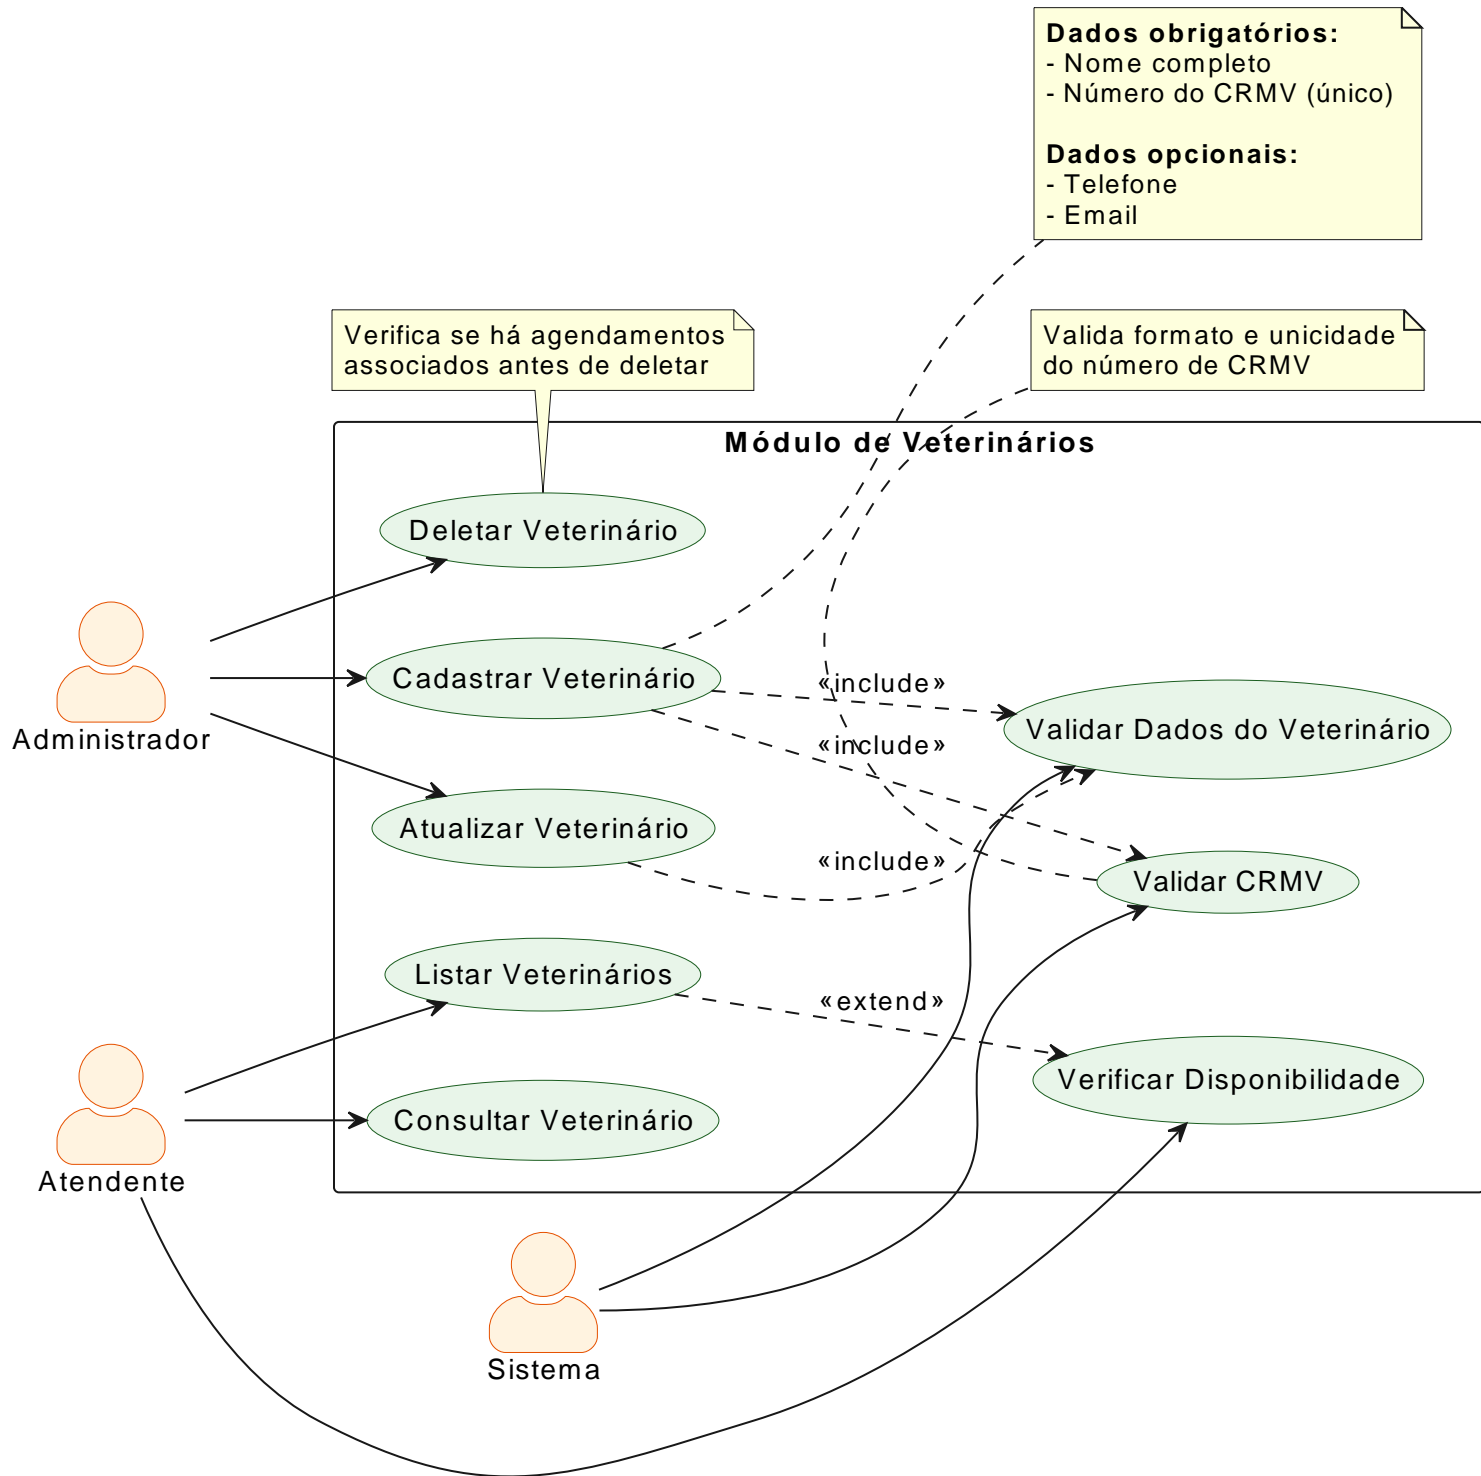 Dados obrigatórios:
- Nome completo
- Número do CRMV (único)
Dados opcionais:
- Telefone
- Email
Verifica se há agendamentos
associados antes de deletar
Valida formato e unicidade
do número de CRMV
Módulo de Veterinários
Deletar Veterinário
Cadastrar Veterinário
«include»
Validar Dados do Veterinário
Administrador
«include»
Atualizar Veterinário
«include»
Validar CRMV
Listar Veterinários
«extend»
Verificar Disponibilidade
Consultar Veterinário
Atendente
Sistema